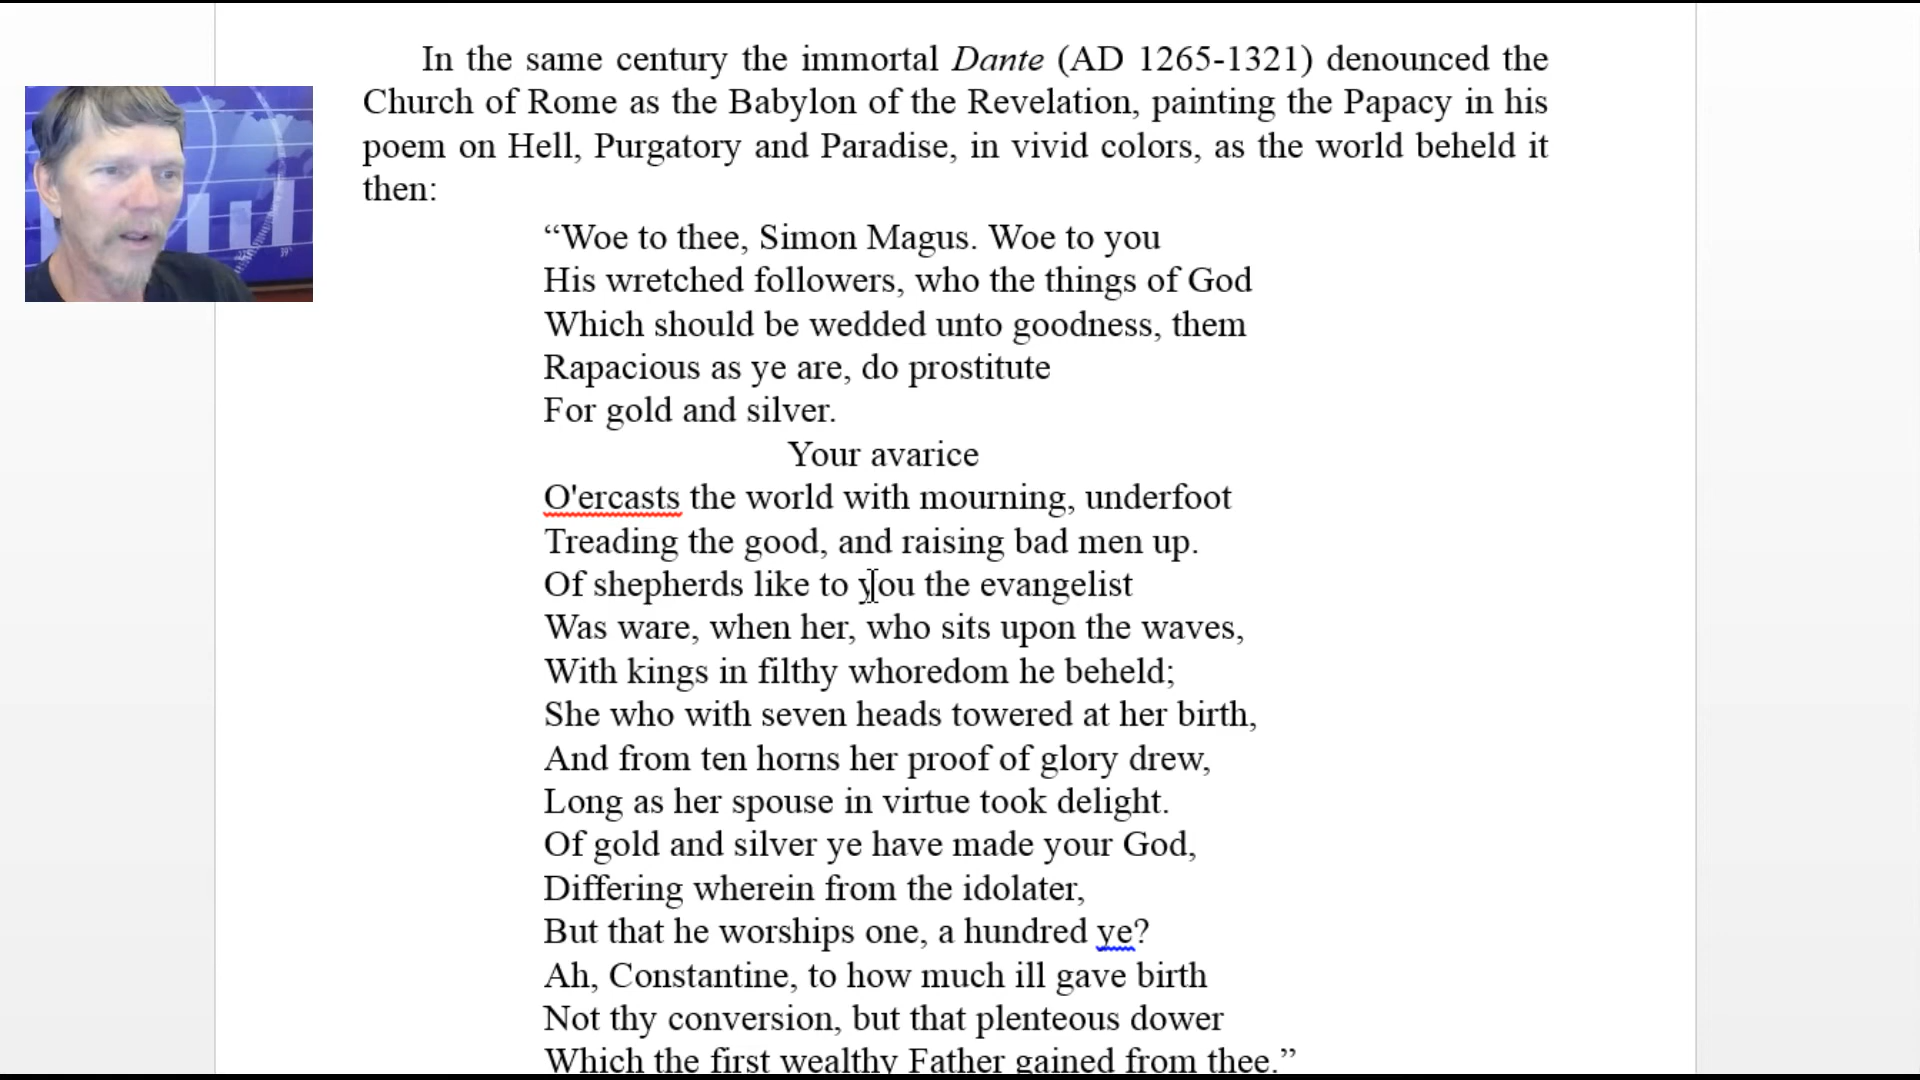 In the same century the immortal Dante (AD 1265-1321) denounced the
Church of Rome as the Babylon of the Revelation, painting the Papacy in his
poem on Hell, Purgatory and Paradise, in vivid colors, as the world beheld it
then:
“Woe to thee, Simon Magus. Woe to you
His wretched followers, who the things of God
Which should be wedded unto goodness, them
Rapacious as ye are, do prostitute
For gold and silver.
Your avarice
O'ercasts the world with mourning, underfoot
Treading the good, and raising bad men up.
Of shepherds like to you the evangelist
Was ware, when her, who sits upon the waves,
With kings in filthy whoredom he beheld;
She who with seven heads towered at her birth,
And from ten horns her proof of glory drew,
Long as her spouse in virtue took delight.
Of gold and silver ye have made your God,
Differing wherein from the idolater,
But that he worships one, a hundred ye?
Ah, Constantine, to how much ill gave birth
Not thy conversion, but that plenteous dower
Which the first wealthy Father gained from thee.”